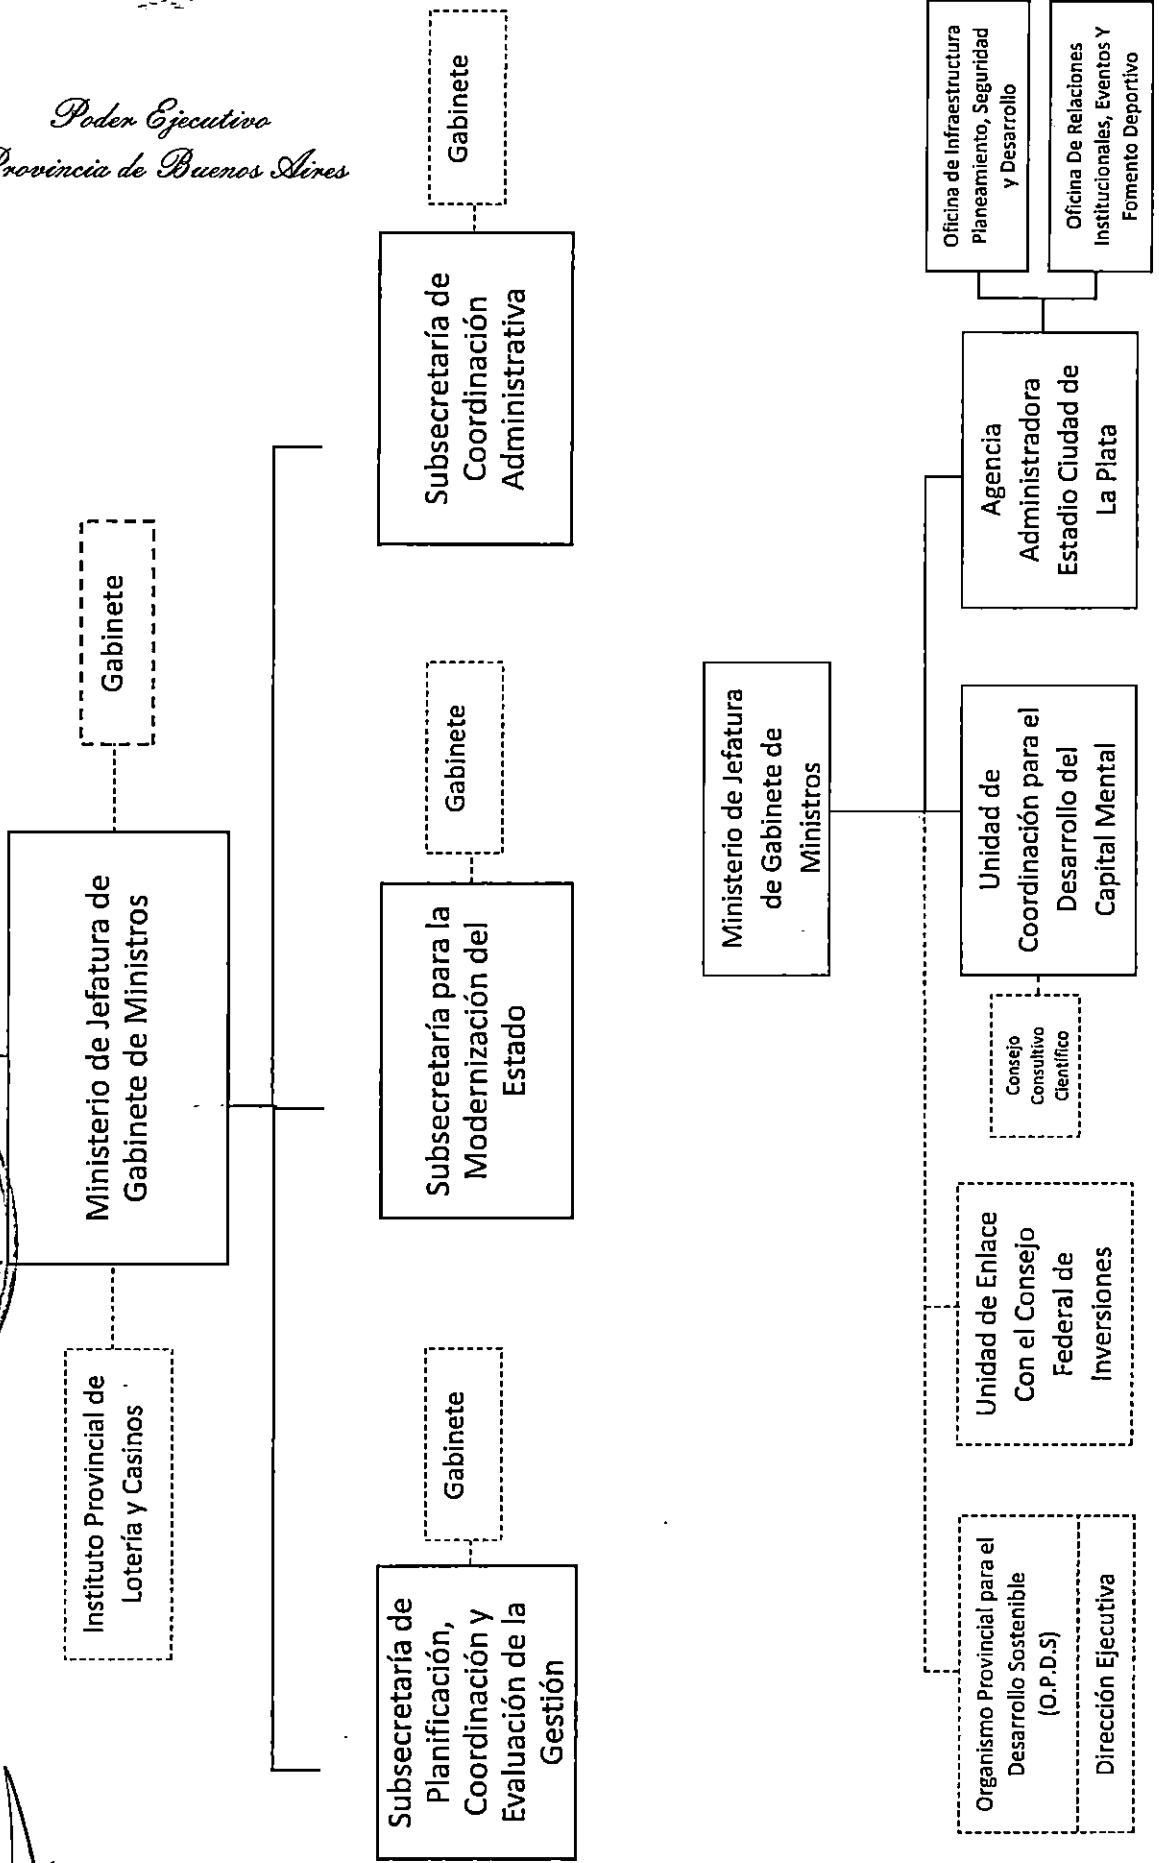 Poder Ejecutivo
Provincia de Buenos Aires
Ministerio de Jefatura de
Gabinete de Ministros
Gabinete
Instituto Provincial de
Lotería y Casinos
Subsecretaría de
Planificación,
Coordinación y
Evaluación de la
Gestión
Gabinete
Subsecretaría para la
Modernización del
Estado
Gabinete
Subsecretaría de
Coordinación
Administrativa
Gabinete
Ministerio de Jefatura
de Gabinete de
Ministros
Organismo Provincial para el
Desarrollo Sostenible
(O.P.D.S)
Dirección Ejecutiva
Unidad de Enlace
Con el Consejo
Federal de
Inversiones
Consejo
Consultivo
Científico
Unidad de
Coordinación para el
Desarrollo del
Capital Mental
Agencia
Administradora
Estadio Ciudad de
La Plata
Oficina de Infraestructura
Planeamiento, Seguridad
y Desarrollo
Oficina De Relaciones
Institucionales, Eventos Y
Fomento Deportivo